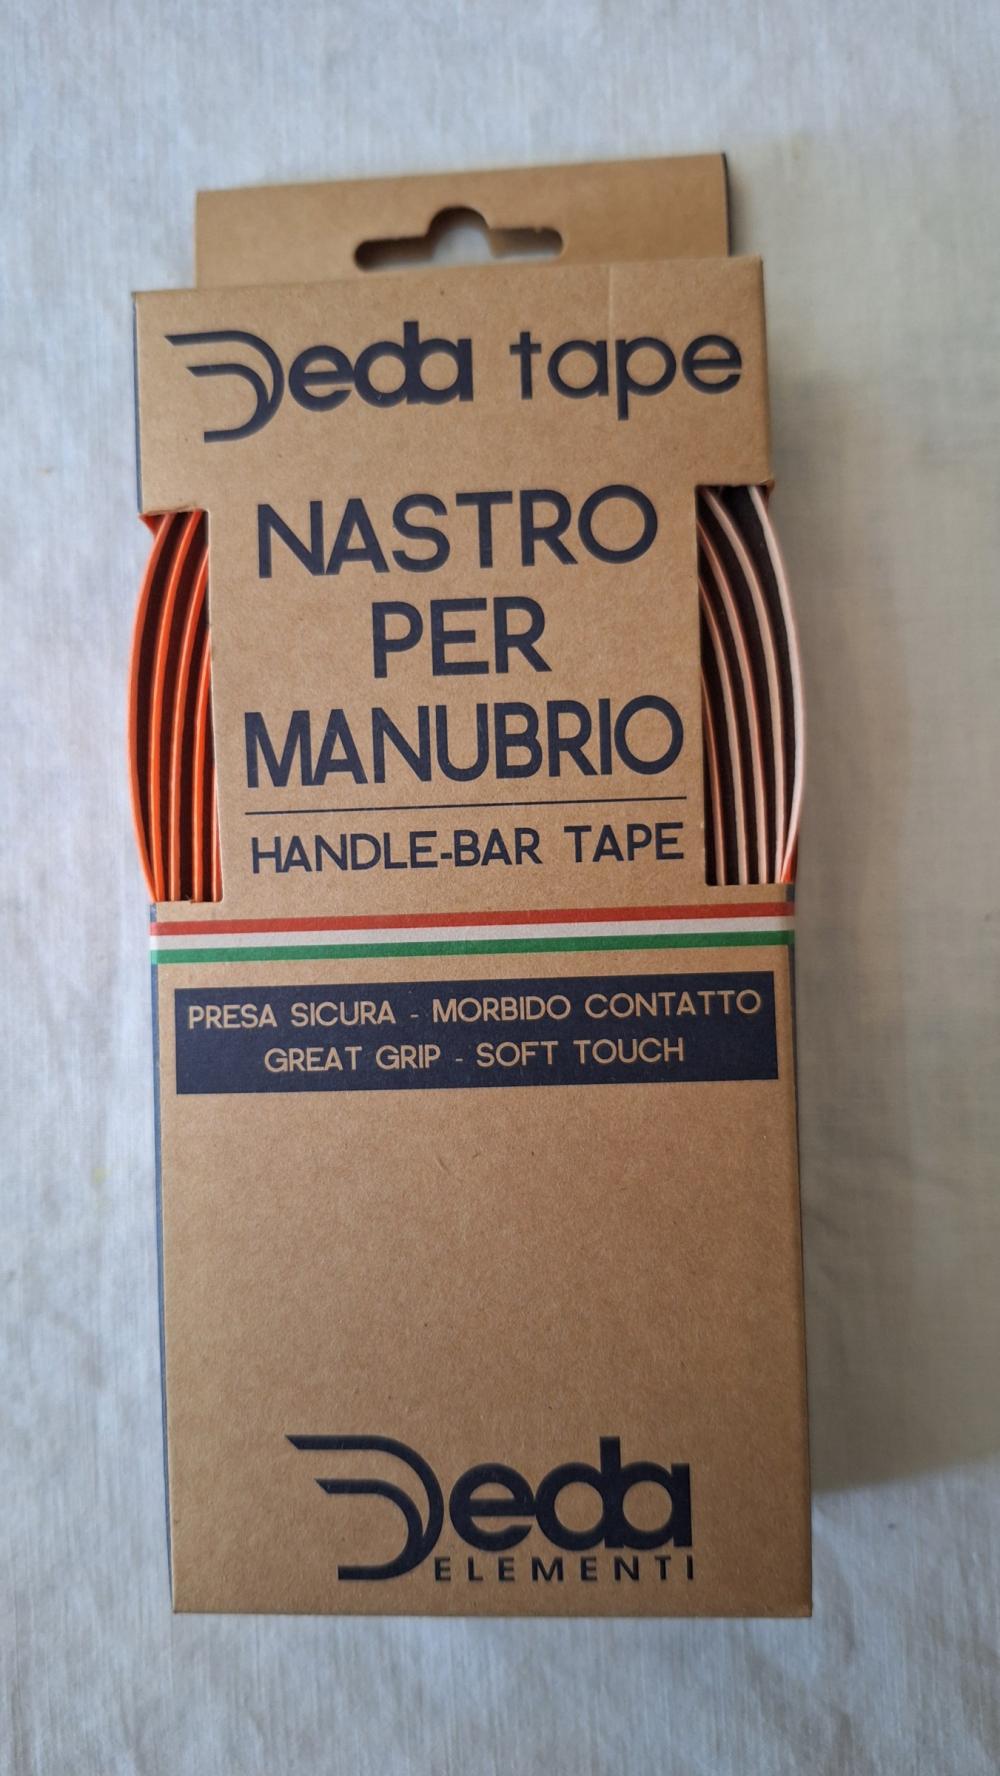 Deda tape
NASTRO
PER
MANUBRIO
HANDLE-BAR TAPE
PRESA SICURA - MORBIDO CONTATTO
GREAT GRIP - SOFT TOUCH
Deda
ELEMENTI